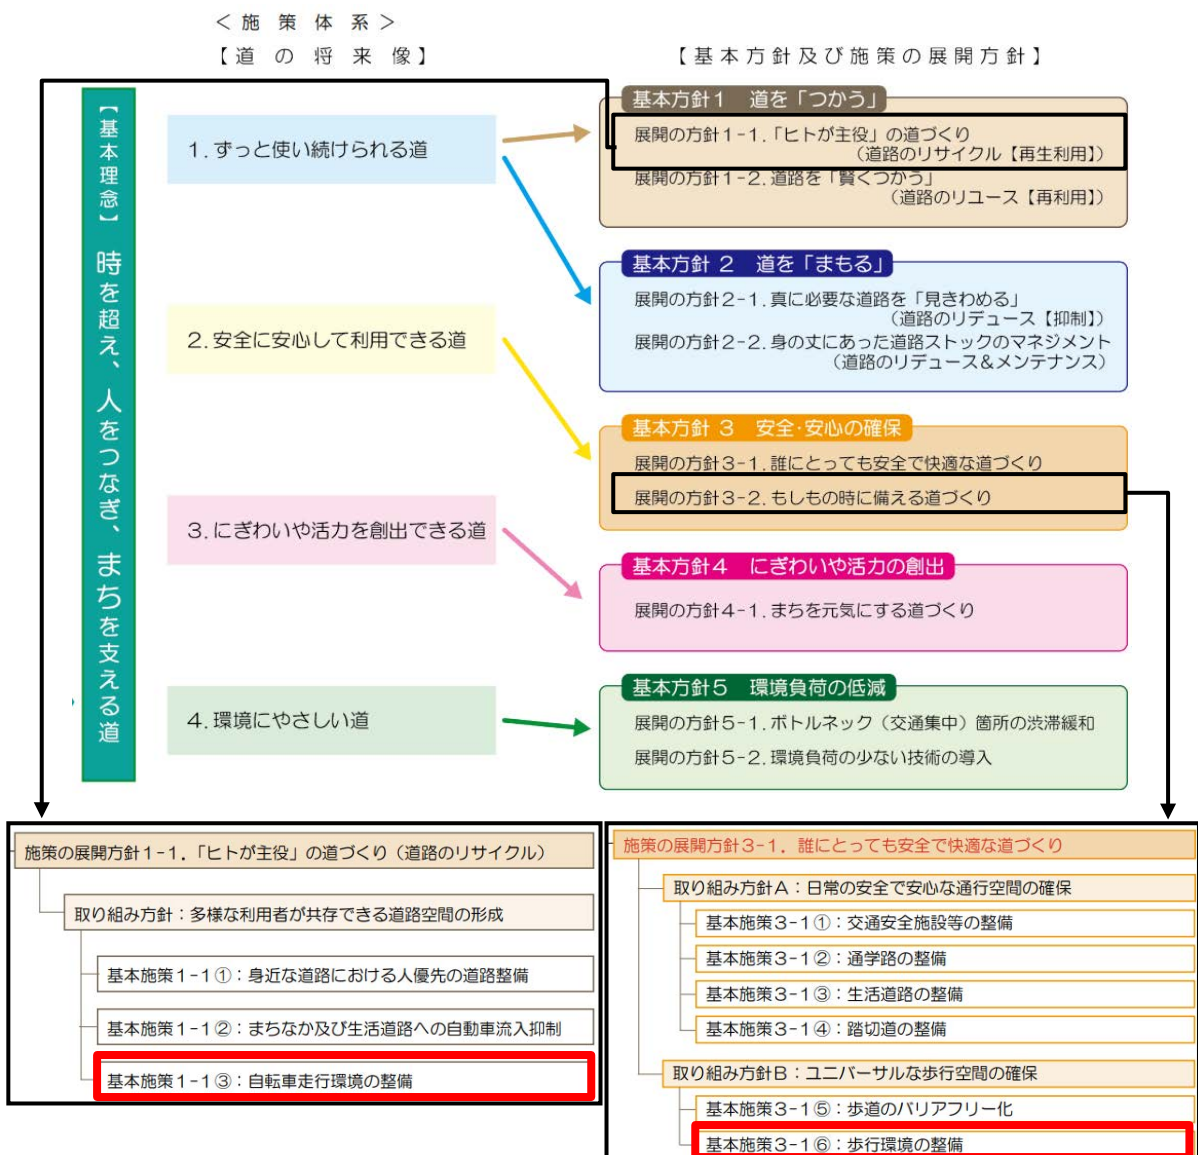 ＜施策体系＞
【道の将来像】
【基本方針及び施策の展開方針】
【基本理念】 時を超え、人をつなぎ、まちを支える道
1.ずっと使い続けられる道
2.安全に安心して利用できる道
3.にぎわいや活力を創出できる道
4.環境にやさしい道
基本方針1 道を「つかう」
展開の方針1-1.「ヒトが主役」の道づくり
（道路のリサイクル【再生利用】）
展開の方針1-2.道路を「賢くつかう」
（道路のリユース【再利用】）
基本方針 2 道を「まもる」
展開の方針2-1.真に必要な道路を「見きわめる」
（道路のリデュース【抑制】）
展開の方針2-2.身の丈にあった道路ストックのマネジメント
（道路のリデュース＆メンテナンス）
基本方針 3 安全・安心の確保
展開の方針3-1.誰にとっても安全で快適な道づくり
展開の方針3-2.もしもの時に備える道づくり
基本方針4 にぎわいや活力の創出
展開の方針4-1.まちを元気にする道づくり
基本方針5 環境負荷の低減
展開の方針5-1.ボトルネック（交通集中）箇所の渋滞緩和
展開の方針5-2.環境負荷の少ない技術の導入
施策の展開方針1-1．「ヒトが主役」の道づくり（道路のリサイクル）
取り組み方針：多様な利用者が共存できる道路空間の形成
基本施策1-1①：身近な道路における人優先の道路整備
基本施策1-1②：まちなか及び生活道路への自動車流入抑制
基本施策1-1③：自転車走行環境の整備
施策の展開方針3-1．誰にとっても安全で快適な道づくり
取り組み方針A：日常の安全で安心な通行空間の確保
基本施策3-1①：交通安全施設等の整備
基本施策3-1②：通学路の整備
基本施策3-1③：生活道路の整備
基本施策3-1④：踏切道の整備
取り組み方針B：ユニバーサルな歩行空間の確保
基本施策3-1⑤：歩道のバリアフリー化
基本施策3-1⑥：歩行環境の整備